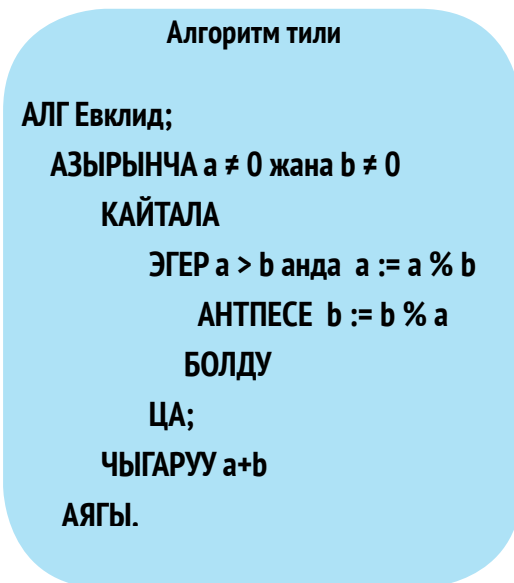 Алгоритм тили
АЛГ Евклид;
АЗЫРЫНЧА a ≠ 0 жана b ≠ 0
КАЙТАЛА
ЭГЕР a > b анда a := a % b
АНТПЕСЕ b := b % a
БОЛДУ
ЦА;
ЧЫГАРУУ a+b
АЯГЫ.